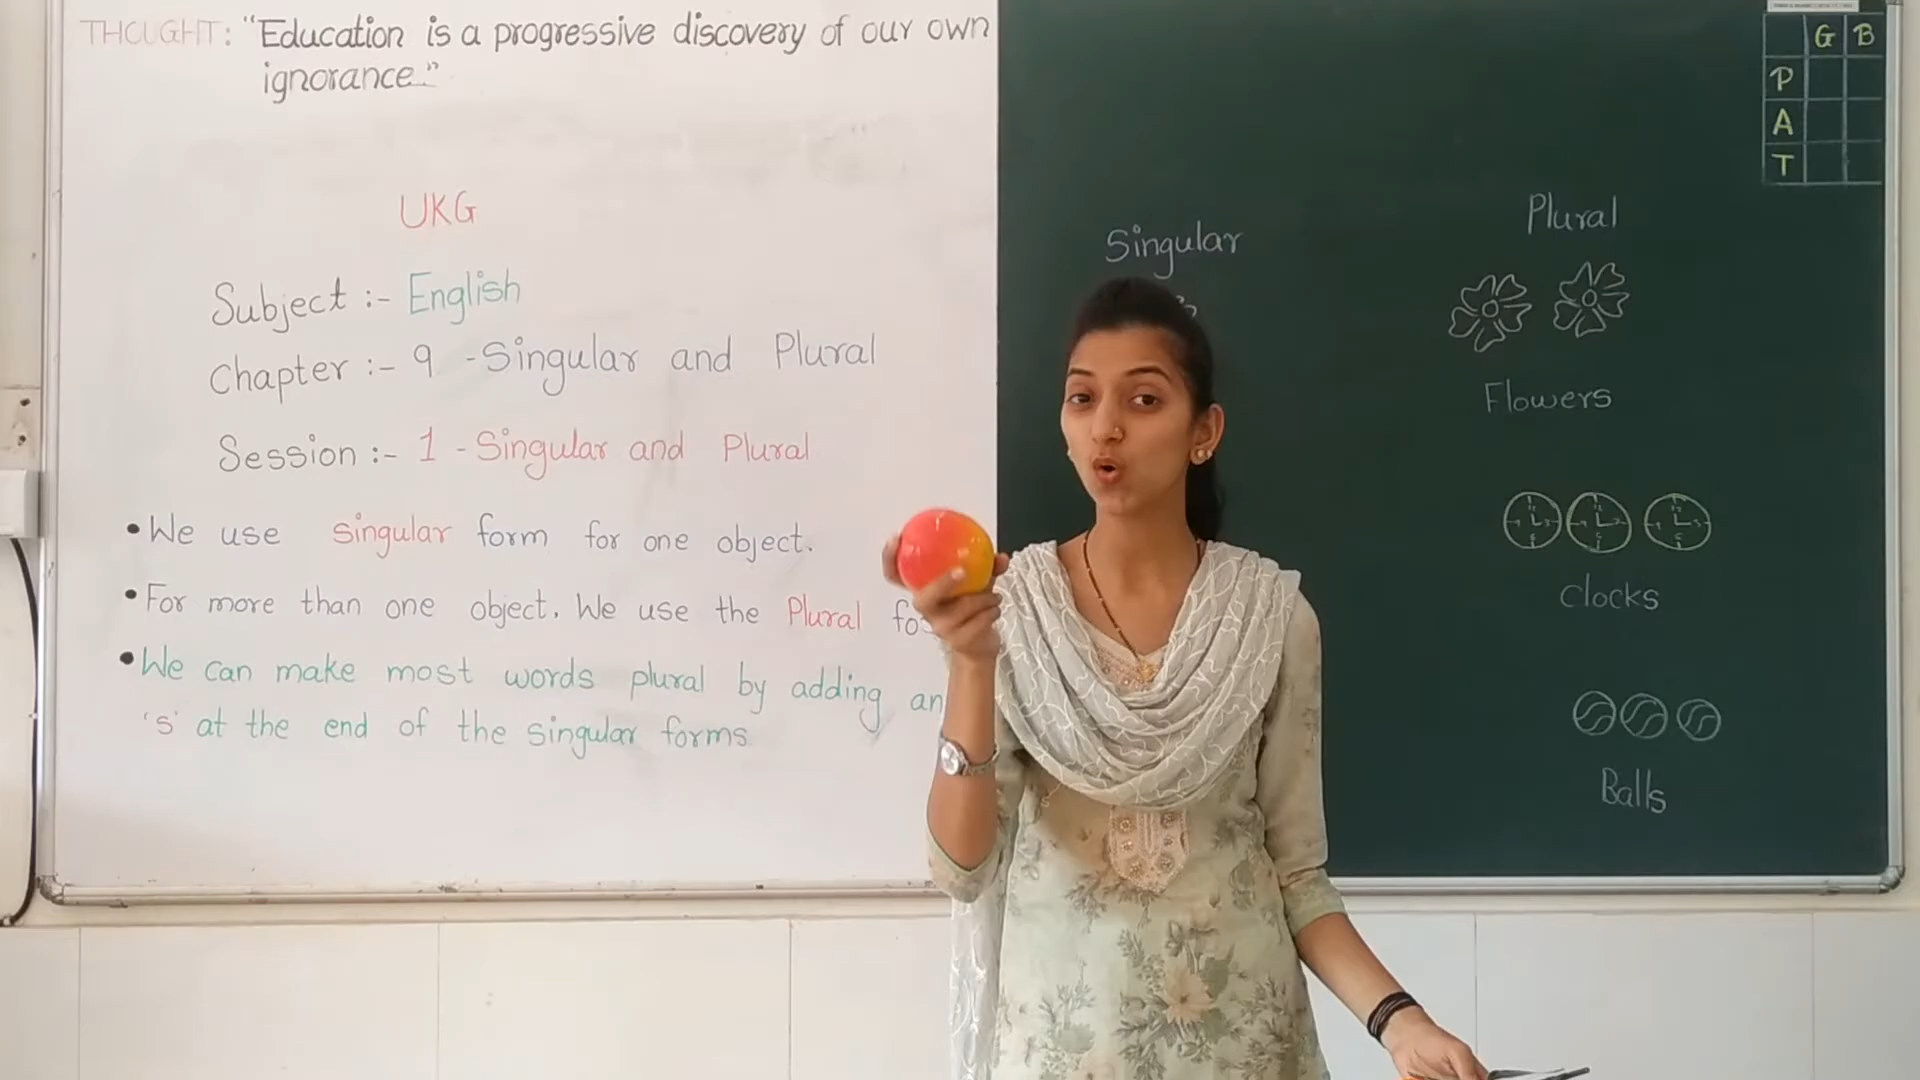 THOUGHT: "Education is a progressive discovery of our own
ignorance."
UKG
Subject :- English
Chapter :- 9 - Singular and Plural
Session :- 1 - Singular and Plural
• We use singular form for one object.
• For more than one object. We use the Plural
• We can make most words plural by adding an
's' at the end of the singular forms
Singular
Plural
Flowers
Clocks
Balls
G B
P
A
T